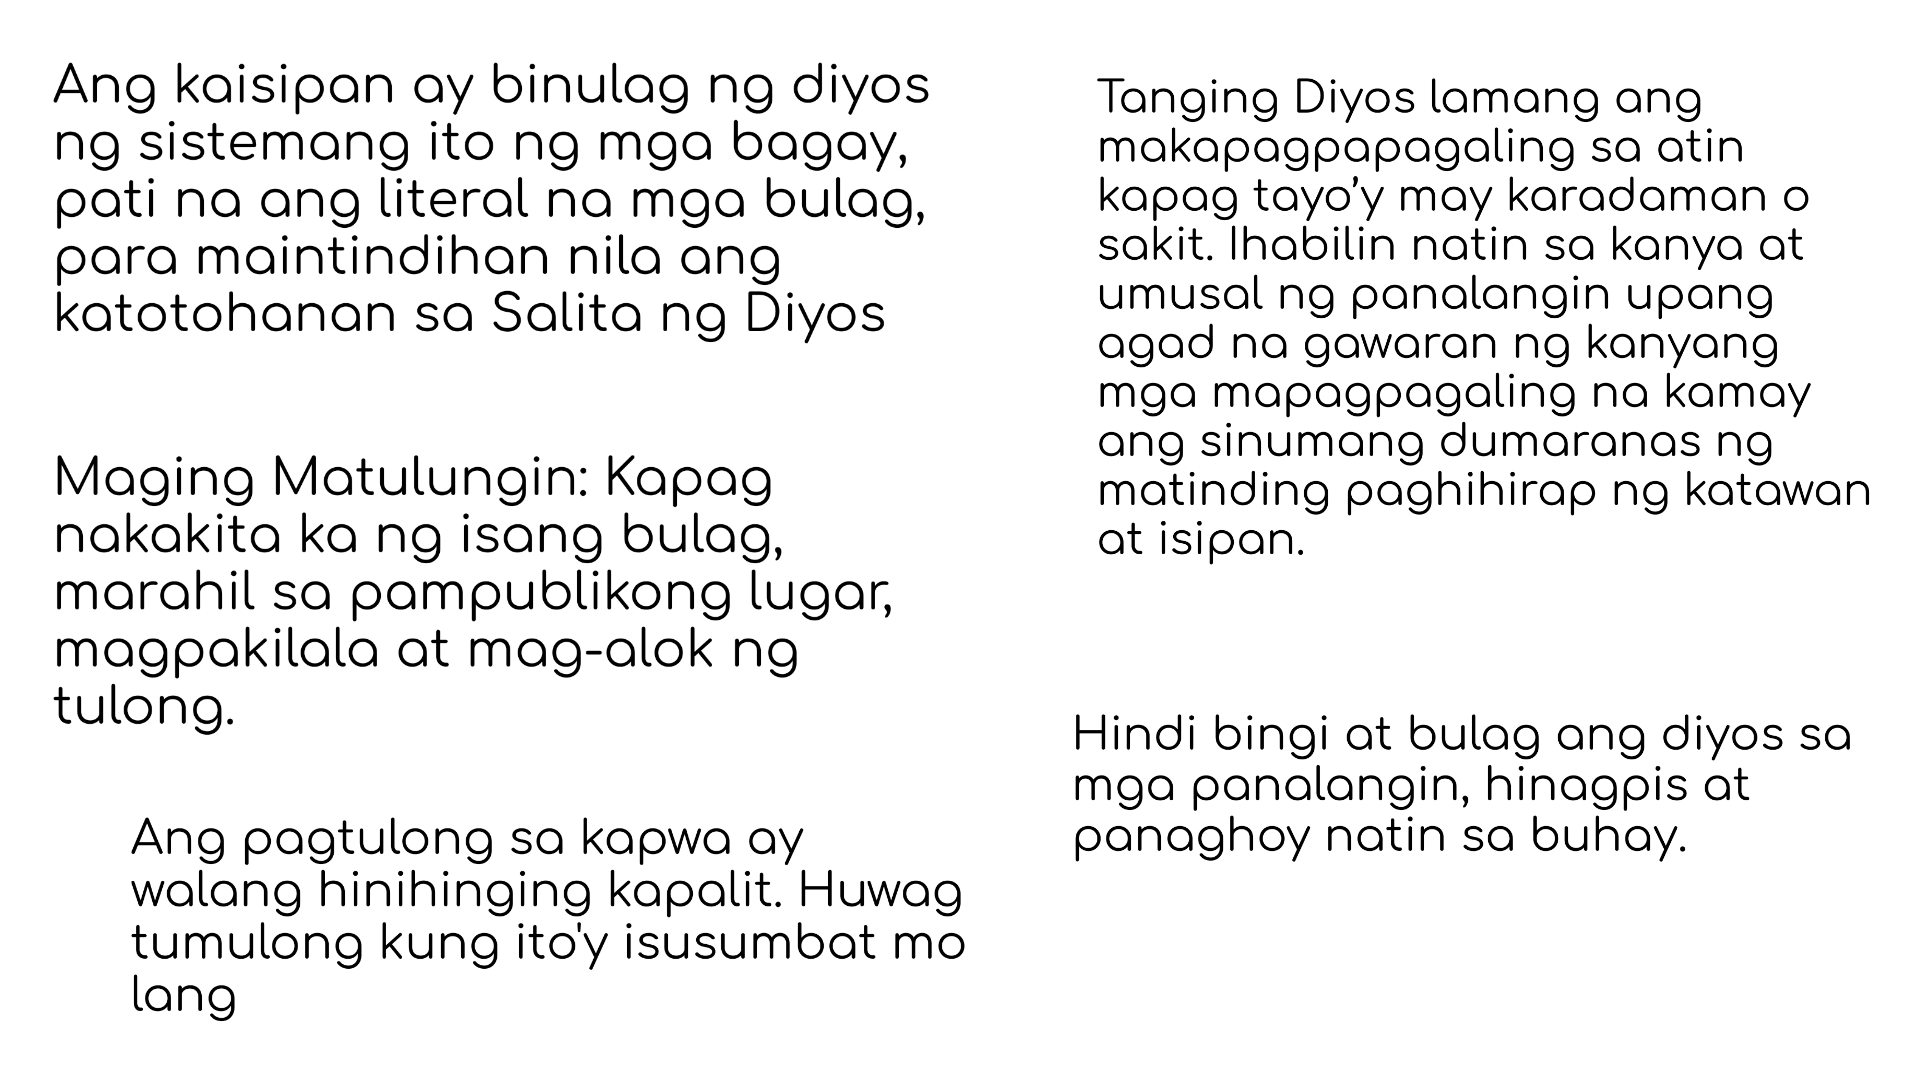 Ang kaisipan ay binulag ng diyos
ng sistemang ito ng mga bagay,
pati na ang literal na mga bulag,
para maintindihan nila ang
katotohanan sa Salita ng Diyos
Maging Matulungin: Kapag
nakakita ka ng isang bulag,
marahil sa pampublikong lugar,
magpakilala at mag-alok ng
tulong.
Ang pagtulong sa kapwa ay
walang hinihinging kapalit. Huwag
tumulong kung ito'y isusumbat mo
lang
Tanging Diyos lamang ang
makapagpapagaling sa atin
kapag tayo’y may karadaman o
sakit. Ihabilin natin sa kanya at
umusal ng panalangin upang
agad na gawaran ng kanyang
mga mapagpagaling na kamay
ang sinumang dumaranas ng
matinding paghihirap ng katawan
at isipan.
Hindi bingi at bulag ang diyos sa
mga panalangin, hinagpis at
panaghoy natin sa buhay.